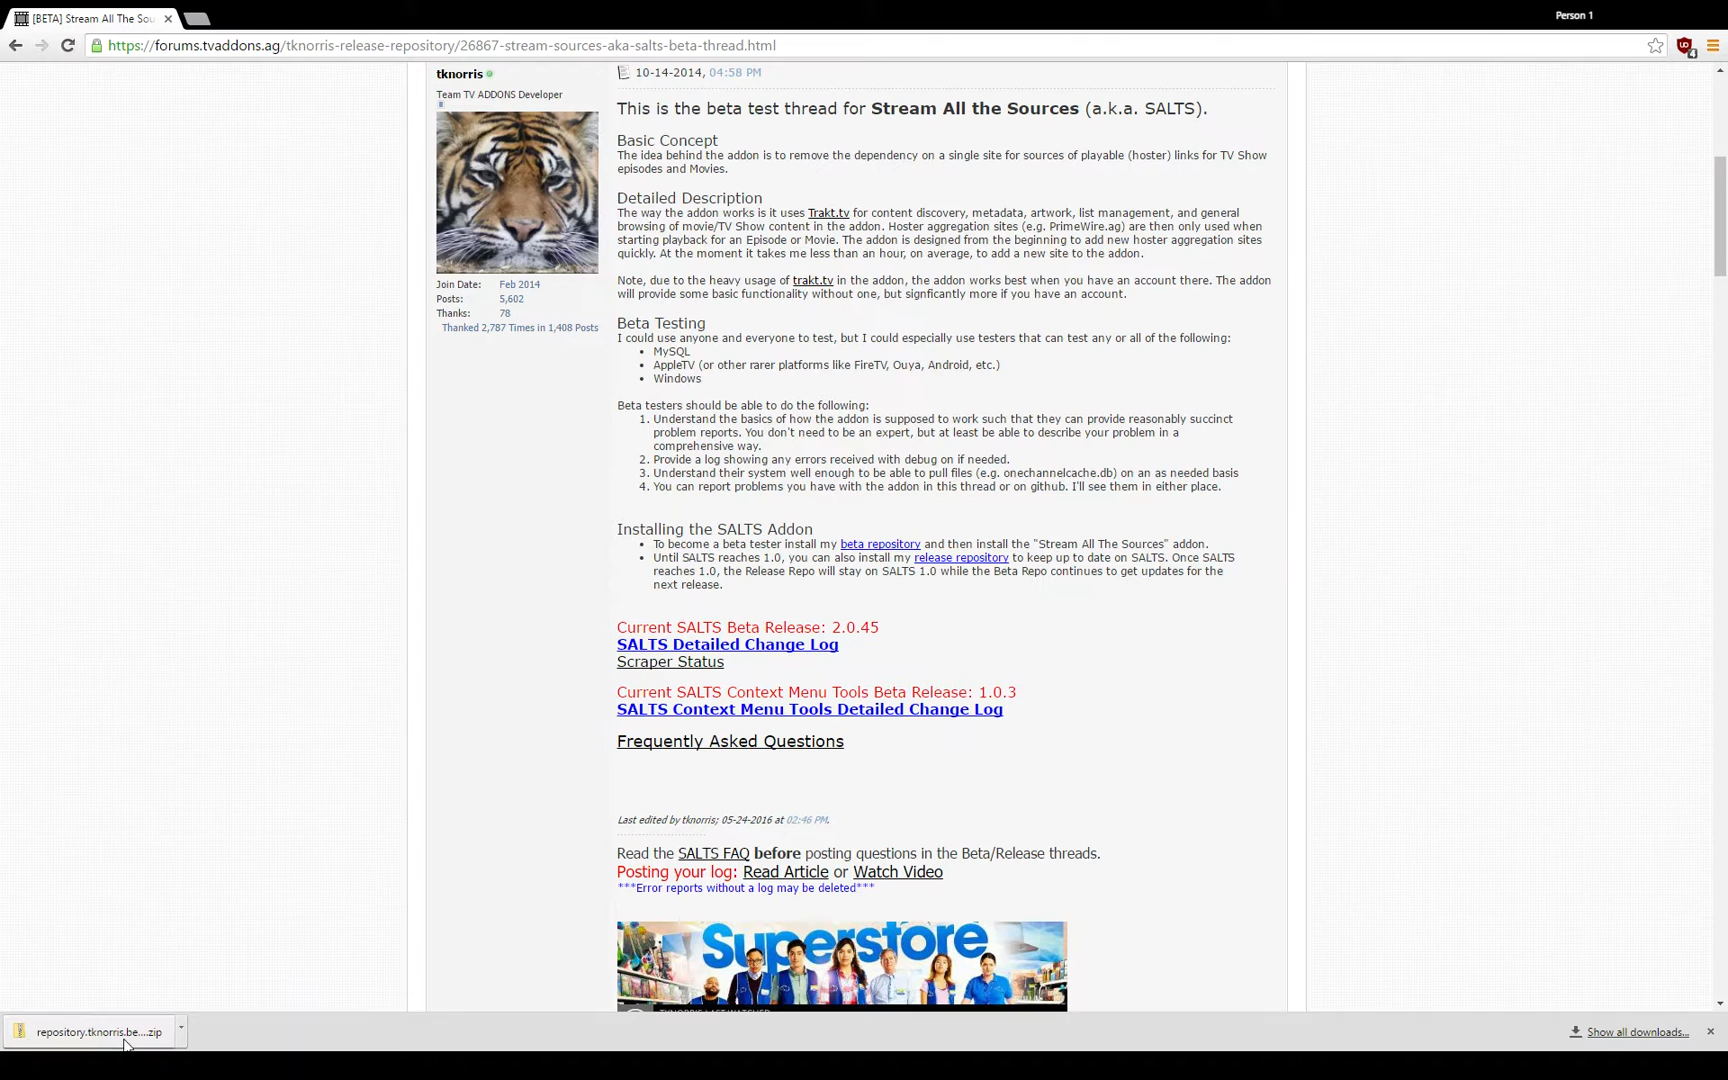 [BETA] Stream All The Sou
Person 1
https://forums.tvaddons.ag/tknorris-release-repository/26867-stream-sources-aka-salts-beta-thread.html
4
tknorris
Team TV ADDONS Developer
Join Date: Feb 2014
Posts: 5,602
Thanks: 78
Thanked 2,787 Times in 1,408 Posts
10-14-2014, 04:58 PM
This is the beta test thread for Stream All the Sources (a.k.a. SALTS).
Basic Concept
The idea behind the addon is to remove the dependency on a single site for sources of playable (hoster) links for TV Show
episodes and Movies.
Detailed Description
The way the addon works is it uses Trakt.tv for content discovery, metadata, artwork, list management, and general
browsing of movie/TV Show content in the addon. Hoster aggregation sites (e.g. PrimeWire.ag) are then only used when
starting playback for an Episode or Movie. The addon is designed from the beginning to add new hoster aggregation sites
quickly. At the moment it takes me less than an hour, on average, to add a new site to the addon.
Note, due to the heavy usage of trakt.tv in the addon, the addon works best when you have an account there. The addon
will provide some basic functionality without one, but signficantly more if you have an account.
Beta Testing
I could use anyone and everyone to test, but I could especially use testers that can test any or all of the following:
• MySQL
• AppleTV (or other rarer platforms like FireTV, Ouya, Android, etc.)
• Windows
Beta testers should be able to do the following:
1. Understand the basics of how the addon is supposed to work such that they can provide reasonably succinct
problem reports. You don't need to be an expert, but at least be able to describe your problem in a
comprehensive way.
2. Provide a log showing any errors received with debug on if needed.
3. Understand their system well enough to be able to pull files (e.g. onechannelcache.db) on an as needed basis
4. You can report problems you have with the addon in this thread or on github. I'll see them in either place.
Installing the SALTS Addon
• To become a beta tester install my beta repository and then install the "Stream All The Sources" addon.
• Until SALTS reaches 1.0, you can also install my release repository to keep up to date on SALTS. Once SALTS
reaches 1.0, the Release Repo will stay on SALTS 1.0 while the Beta Repo continues to get updates for the
next release.
Current SALTS Beta Release: 2.0.45
SALTS Detailed Change Log
Scraper Status
Current SALTS Context Menu Tools Beta Release: 1.0.3
SALTS Context Menu Tools Detailed Change Log
Frequently Asked Questions
Last edited by tknorris; 05-24-2016 at 02:46 PM.
Read the SALTS FAQ before posting questions in the Beta/Release threads.
Posting your log: Read Article or Watch Video
***Error reports without a log may be deleted***
Superstore
TKNORRIS LAST WATCHED
repository.tknorris.be....zip
Show all downloads...